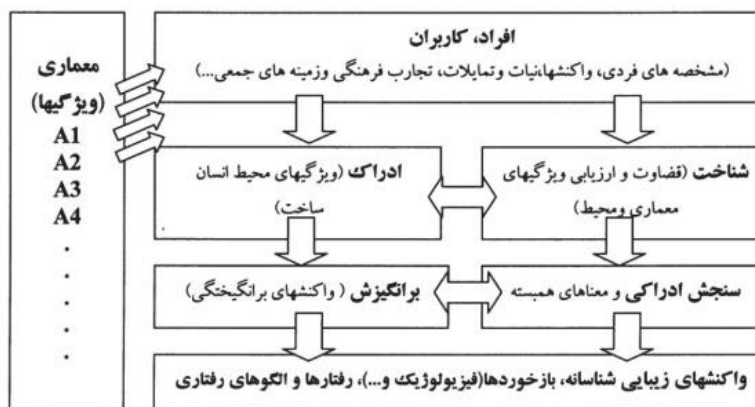 معماری
(ویژگیها)
A1
A2
A3
A4
.
.
.
.
.
افراد، کاربران
(مشخصه های فردی، واکنشها،نیات وتمایلات، تجارب فرهنگی وزمینه های جمعی...)
شناخت (قضاوت و ارزیابی ویژگیهای
معماری ومحیط)
ادراک (ویژگیهای محیط انسان
ساخت)
سنجش ادراکی و معناهای همبسته
برانگیزش ( واکنشهای برانگیختگی)
واکنشهای زیبایی شناسانه، بازخوردها(فیزیولوژیک و...)، رفتارها و الگوهای رفتاری